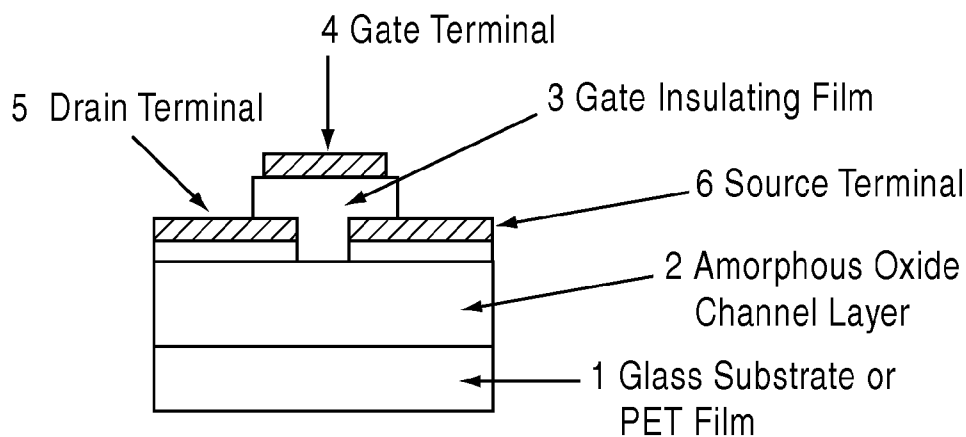 4 Gate Terminal
5 Drain Terminal
3 Gate Insulating Film
6 Source Terminal
2 Amorphous Oxide
Channel Layer
1 Glass Substrate or
PET Film